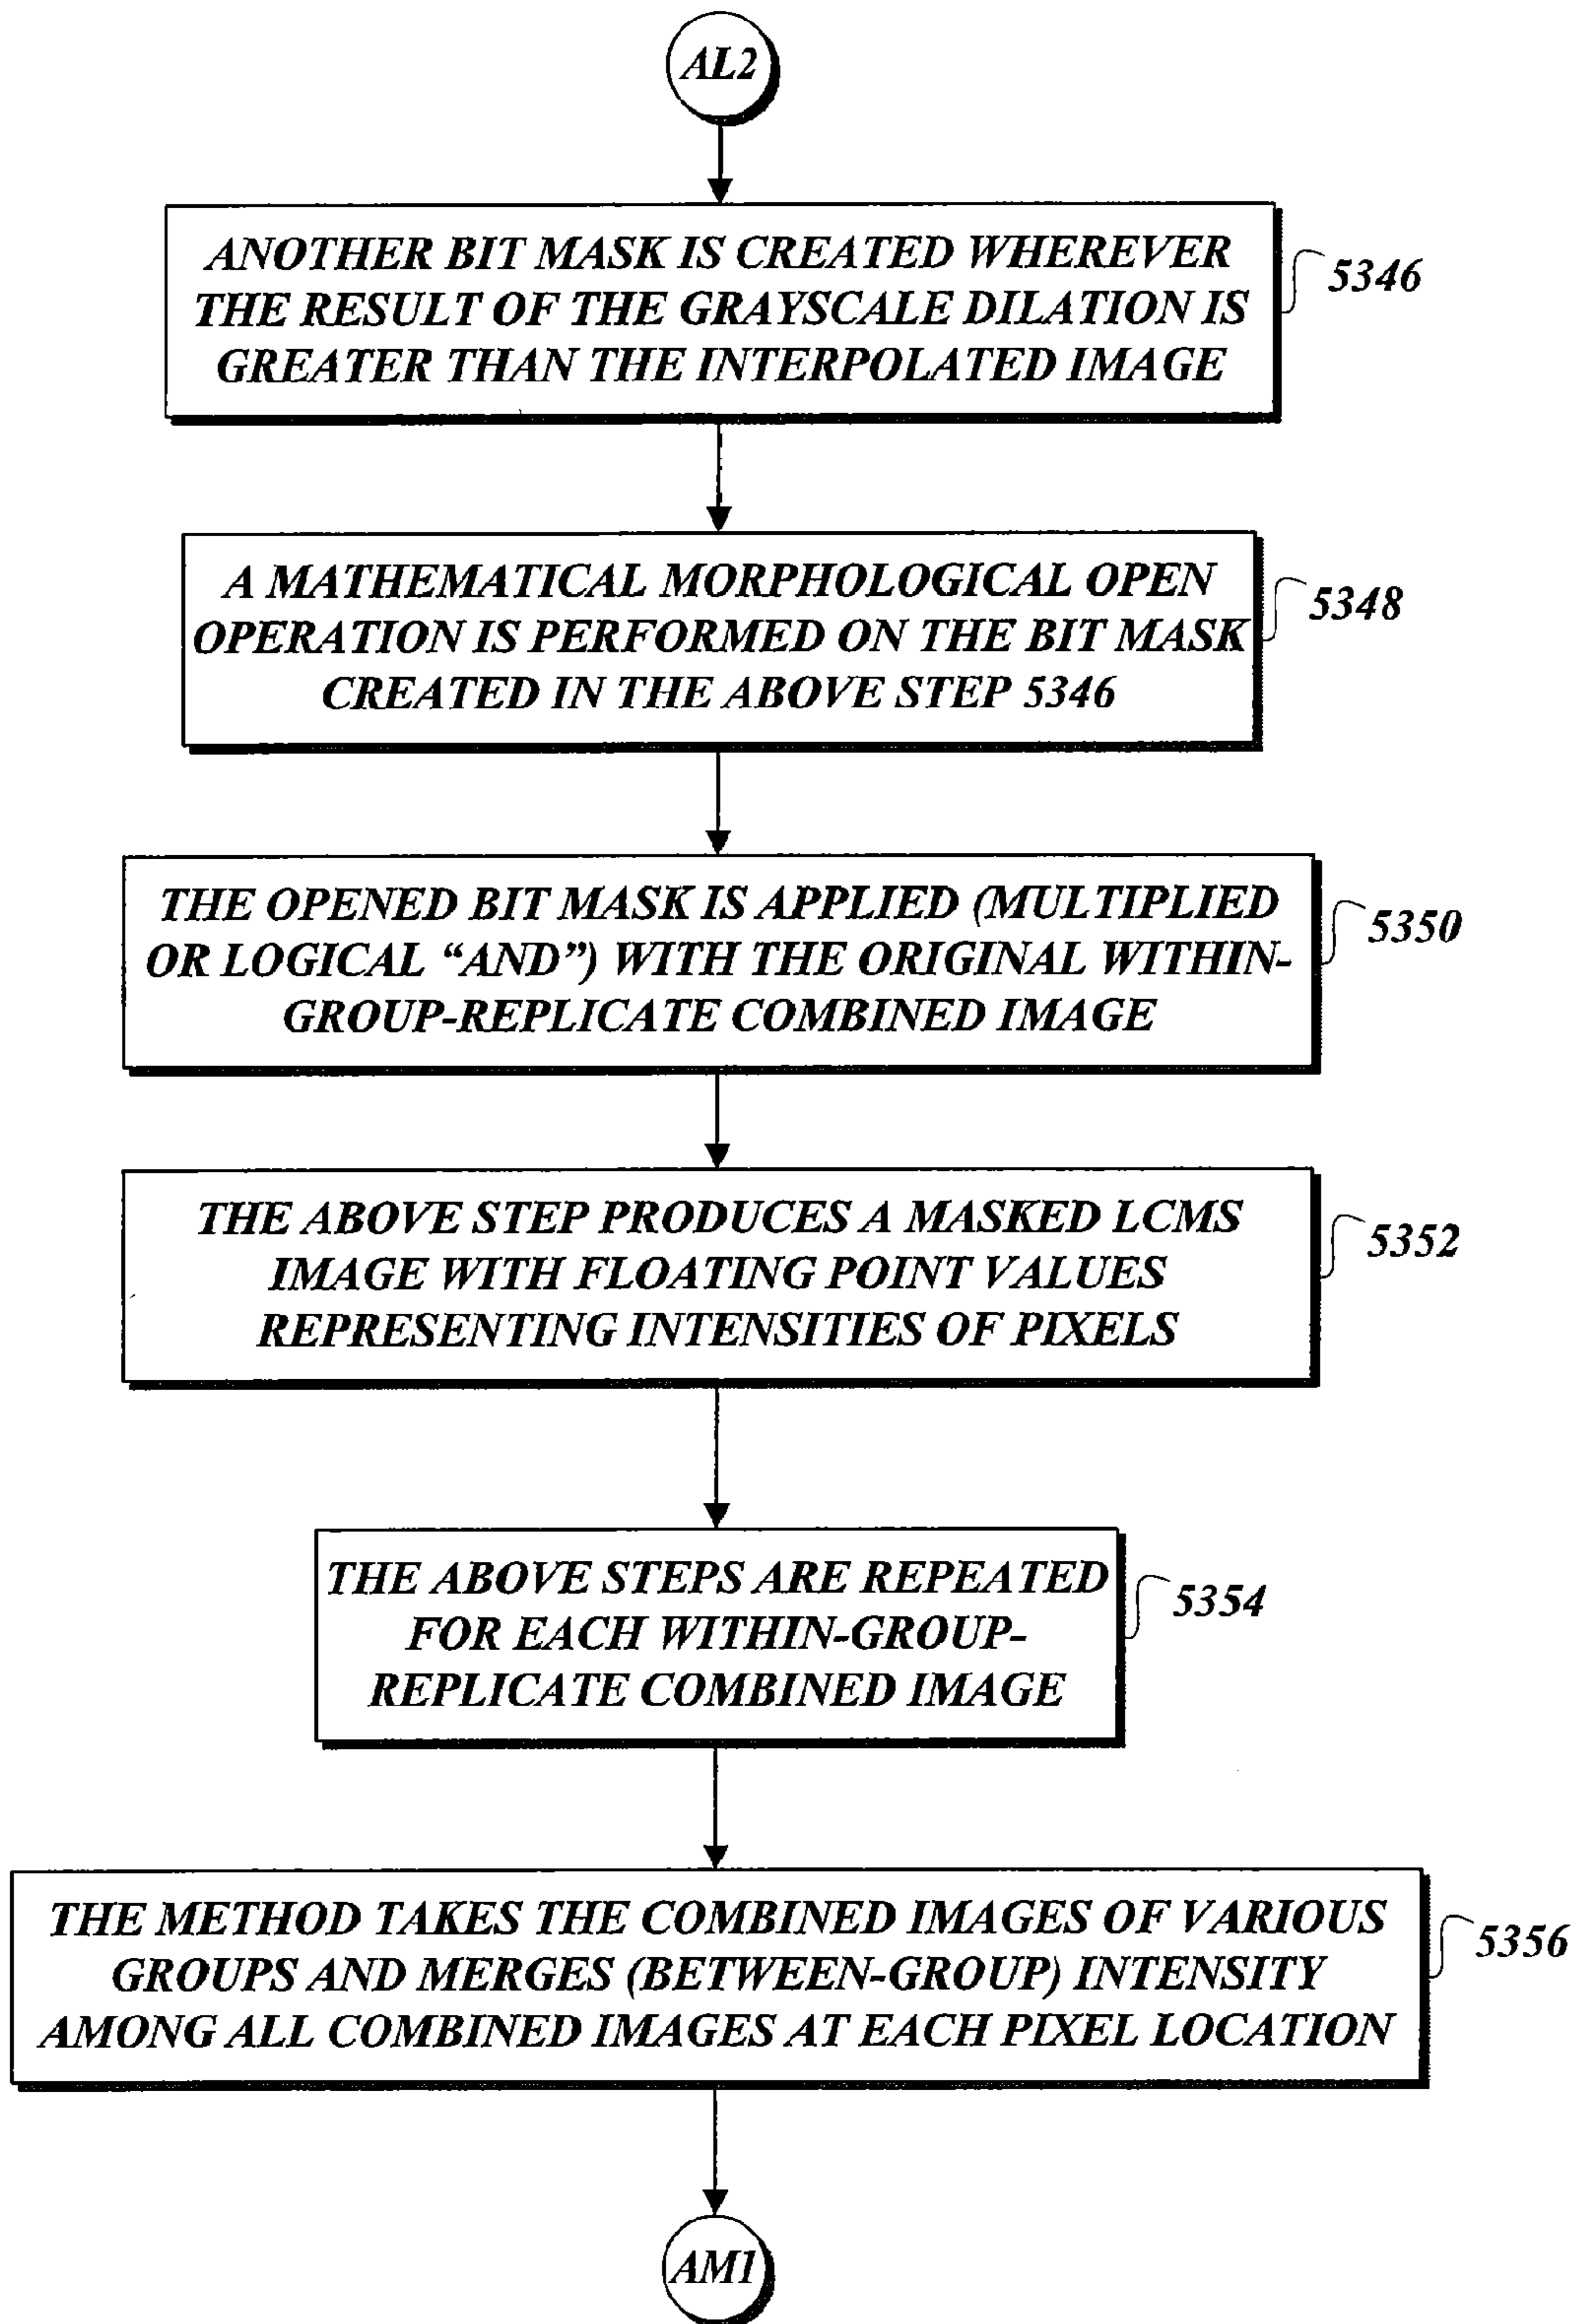 AL2
ANOTHER BIT MASK IS CREATED WHEREVER
THE RESULT OF THE GRAYSCALE DILATION IS
GREATER THAN THE INTERPOLATED IMAGE
5346
A MATHEMATICAL MORPHOLOGICAL OPEN
OPERATION IS PERFORMED ON THE BIT MASK
CREATED IN THE ABOVE STEP 5346
5348
THE OPENED BIT MASK IS APPLIED (MULTIPLIED
OR LOGICAL “AND”) WITH THE ORIGINAL WITHIN-
GROUP-REPLICATE COMBINED IMAGE
5350
THE ABOVE STEP PRODUCES A MASKED LCMS
IMAGE WITH FLOATING POINT VALUES
REPRESENTING INTENSITIES OF PIXELS
5352
THE ABOVE STEPS ARE REPEATED
FOR EACH WITHIN-GROUP-
REPLICATE COMBINED IMAGE
5354
THE METHOD TAKES THE COMBINED IMAGES OF VARIOUS
GROUPS AND MERGES (BETWEEN-GROUP) INTENSITY
AMONG ALL COMBINED IMAGES AT EACH PIXEL LOCATION
5356
AM1